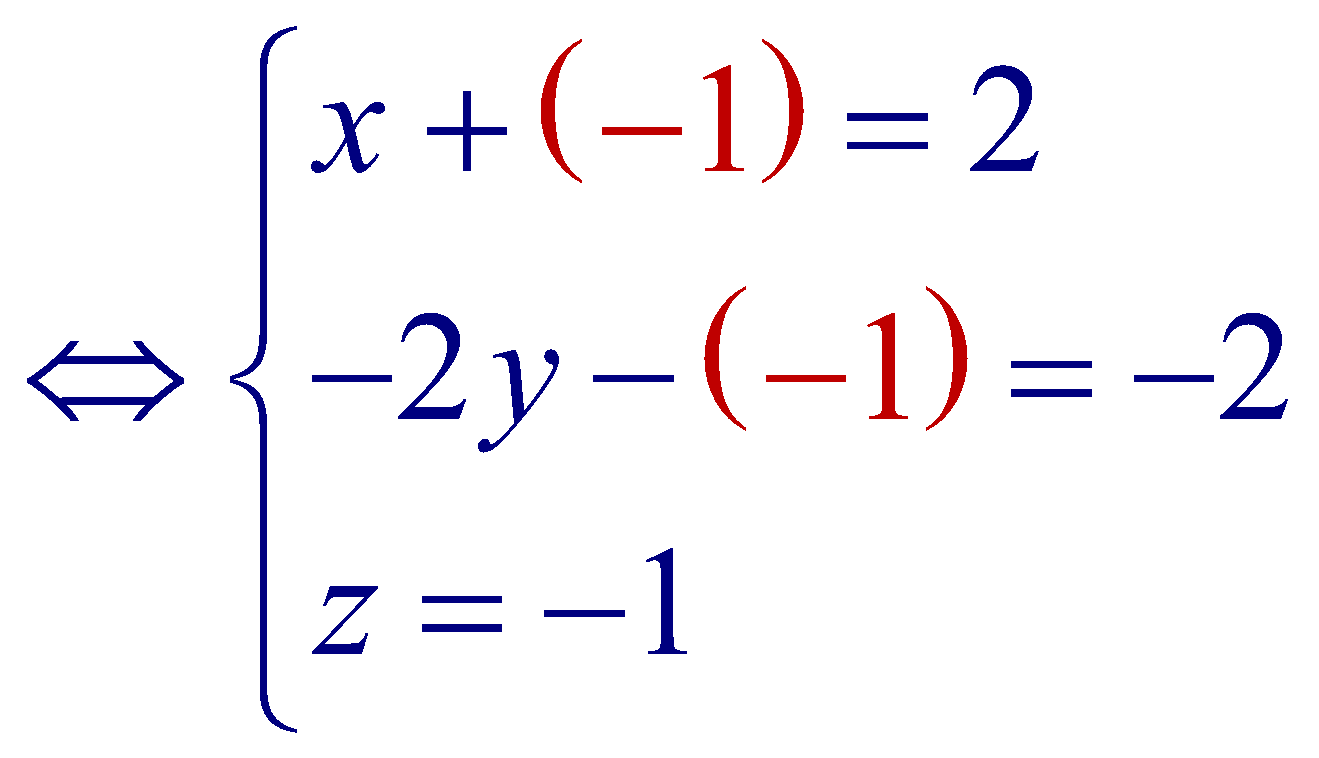 x + (−1) = 2
⇔ { −2y − (−1) = −2
z = −1